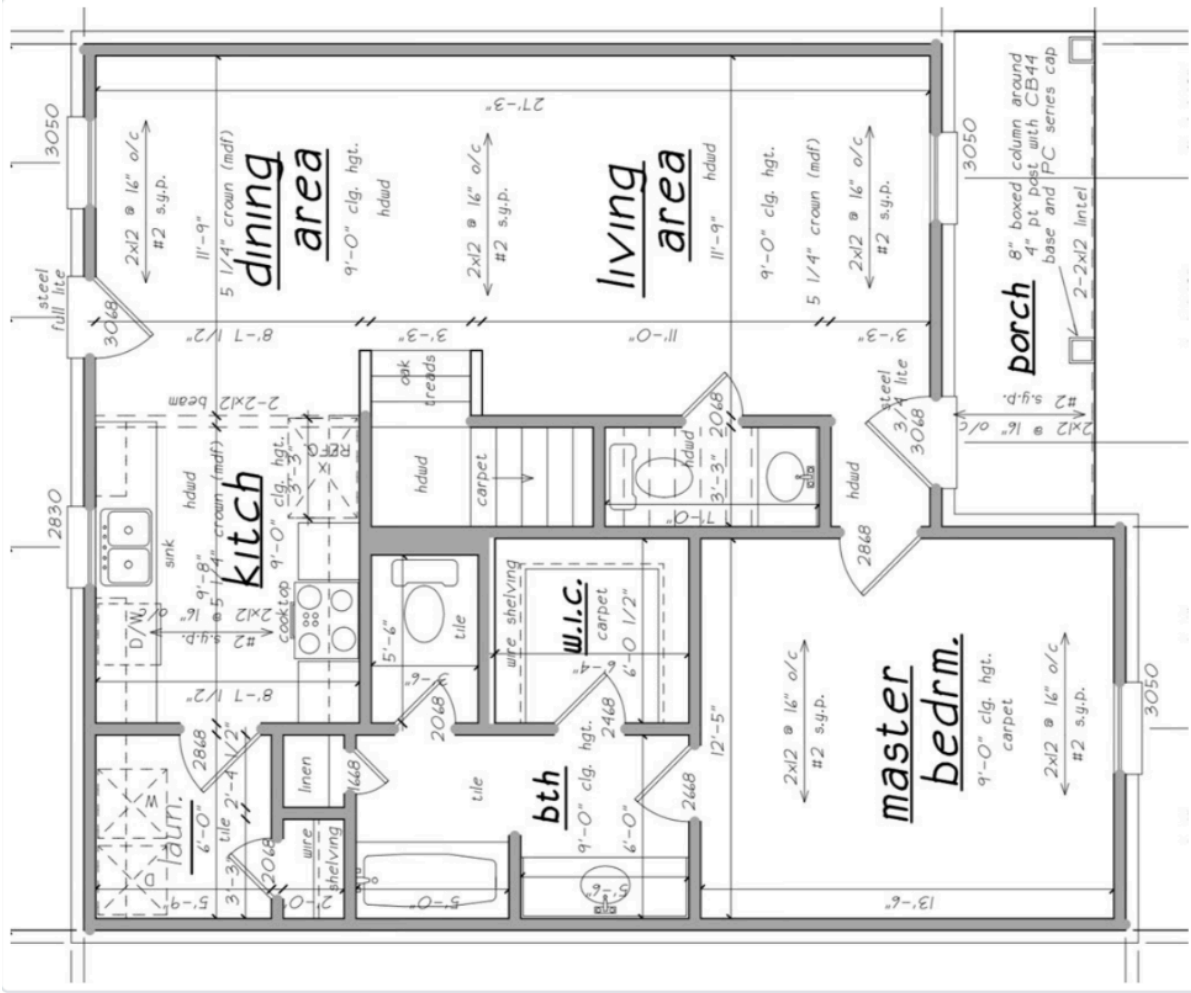 3050
2x12 @ 16" o/c
#2 s.y.p.
11'-9"
5 1/4" crown (mdf)
dining
area
9'-0" clg. hgt.
hdwd
27'-3"
2x12 @ 16" o/c
#2 s.y.p.
living
area
hdwd
11'-9"
9'-0" clg. hgt.
5 1/4" crown (mdf)
2x12 @ 16" o/c
#2 s.y.p.
3050
porch
8" boxed column around
4" pt post with CB44
base and PC series cap
2-2x12 lintel
2x12 @ 16" o/c
#2 s.y.p.
steel
full lite
3068
8'-7 1/2"
3'-3"
11'-0"
3'-3"
oak
treads
steel
3/4 lite
3068
2-2x12 beam
2830
sink
hdwd
9'-8"
5 1/4" crown (mdf)
kitch
9'-0" clg. hgt.
3'-3"
REFG
D/W
2x12 @ 16" o/c
#2 s.y.p.
cooktop
8'-7 1/2"
hdwd
carpet
2068
hdwd
3'-3"
7'-0"
hdwd
2868
5'-6"
tile
3'-6"
2068
wire shelving
w.i.c.
carpet
6'-0 1/2"
6'-4"
2468
2868
W
D
laun.
6'-0"
tile
2'-4 1/2"
3'-3"
5'-9
2068
2'-0"
linen
1668
wire
shelving
tile
5'-0"
bth
9'-0" clg. hgt.
6'-0"
5'-6"
2668
12'-5"
2x12 @ 16" o/c
#2 s.y.p.
master
bedrm.
9'-0" clg. hgt.
carpet
2x12 @ 16" o/c
#2 s.y.p.
13'-6"
3050